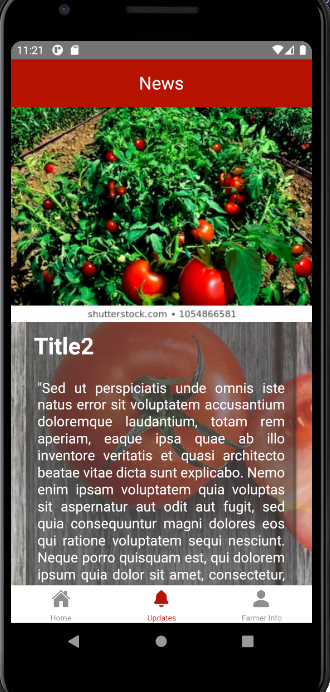 11:21
News
shutterstock.com • 1054866581
Title2
"Sed ut perspiciatis unde omnis iste
natus error sit voluptatem accusantium
doloremque laudantium, totam rem
aperiam, eaque ipsa quae ab illo
inventore veritatis et quasi architecto
beatae vitae dicta sunt explicabo. Nemo
enim ipsam voluptatem quia voluptas
sit aspernatur aut odit aut fugit, sed
quia consequuntur magni dolores eos
qui ratione voluptatem sequi nesciunt.
Neque porro quisquam est, qui dolorem
ipsum quia dolor sit amet, consectetur,
Home
Updates
Farmer Info